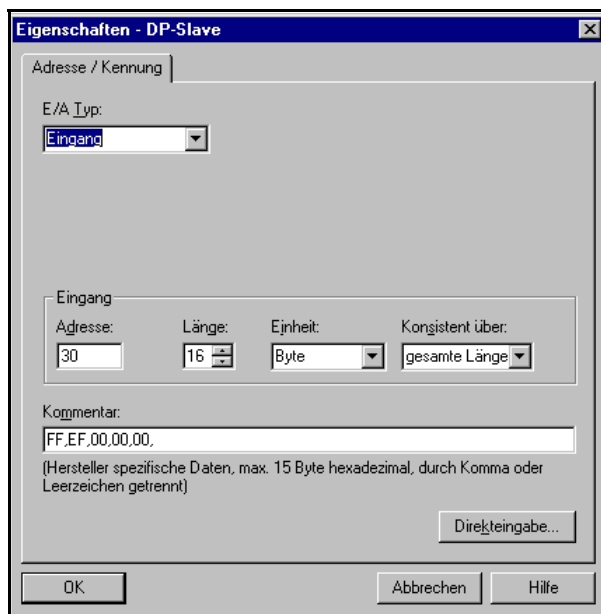 Eigenschaften - DP-Slave
Adresse / Kennung
E/A Typ:
Eingang
Eingang
Adresse: Länge: Einheit: Konsistent über:
30 16 Byte gesamte Länge
Kommentar:
FF,EF,00,00,00,
(Hersteller spezifische Daten, max. 15 Byte hexadezimal, durch Komma oder
Leerzeichen getrennt)
Direkteingabe...
OK Abbrechen Hilfe